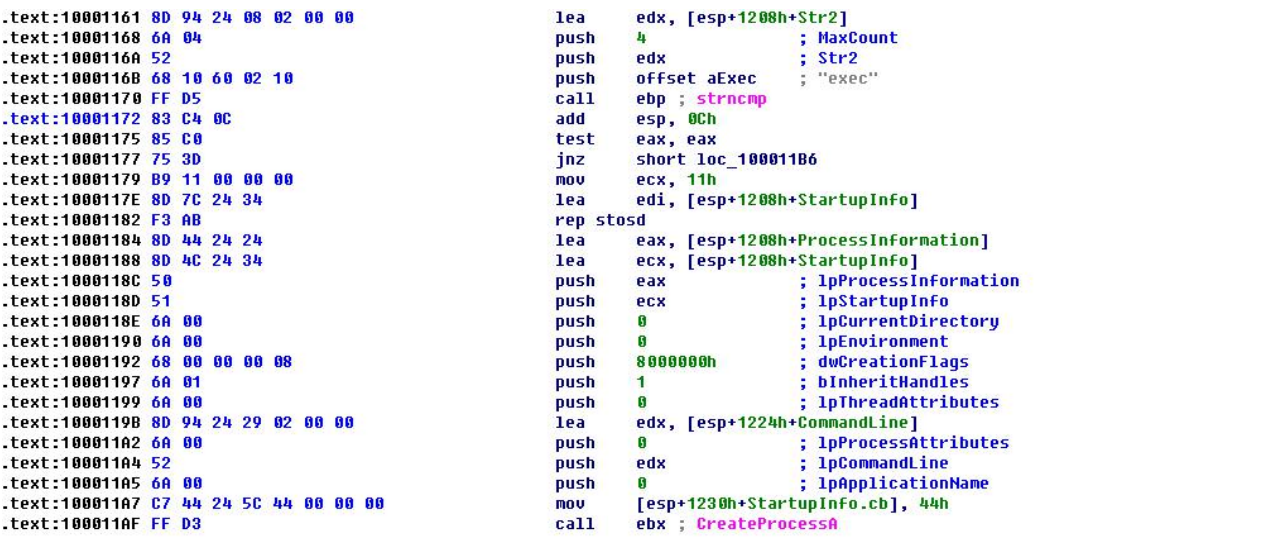 .text:10001161 8D 94 24 08 02 00 00 lea edx, [esp+1208h+Str2]
.text:10001168 6A 04 push 4 ; MaxCount
.text:1000116A 52 push edx ; Str2
.text:1000116B 68 10 60 02 10 push offset aExec ; "exec"
.text:10001170 FF D5 call ebp ; strncmp
.text:10001172 83 C4 0C add esp, 0Ch
.text:10001175 85 C0 test eax, eax
.text:10001177 75 3D jnz short loc_100011B6
.text:10001179 B9 11 00 00 00 mov ecx, 11h
.text:1000117E 8D 7C 24 34 lea edi, [esp+1208h+StartupInfo]
.text:10001182 F3 AB rep stosd
.text:10001184 8D 44 24 24 lea eax, [esp+1208h+ProcessInformation]
.text:10001188 8D 4C 24 34 lea ecx, [esp+1208h+StartupInfo]
.text:1000118C 50 push eax ; lpProcessInformation
.text:1000118D 51 push ecx ; lpStartupInfo
.text:1000118E 6A 00 push 0 ; lpCurrentDirectory
.text:10001190 6A 00 push 0 ; lpEnvironment
.text:10001192 68 00 00 00 08 push 8000000h ; dwCreationFlags
.text:10001197 6A 01 push 1 ; bInheritHandles
.text:10001199 6A 00 push 0 ; lpThreadAttributes
.text:1000119B 8D 94 24 29 02 00 00 lea edx, [esp+1224h+CommandLine]
.text:100011A2 6A 00 push 0 ; lpProcessAttributes
.text:100011A4 52 push edx ; lpCommandLine
.text:100011A5 6A 00 push 0 ; lpApplicationName
.text:100011A7 C7 44 24 5C 44 00 00 00 mov [esp+1230h+StartupInfo.cb], 44h
.text:100011AF FF D3 call ebx ; CreateProcessA